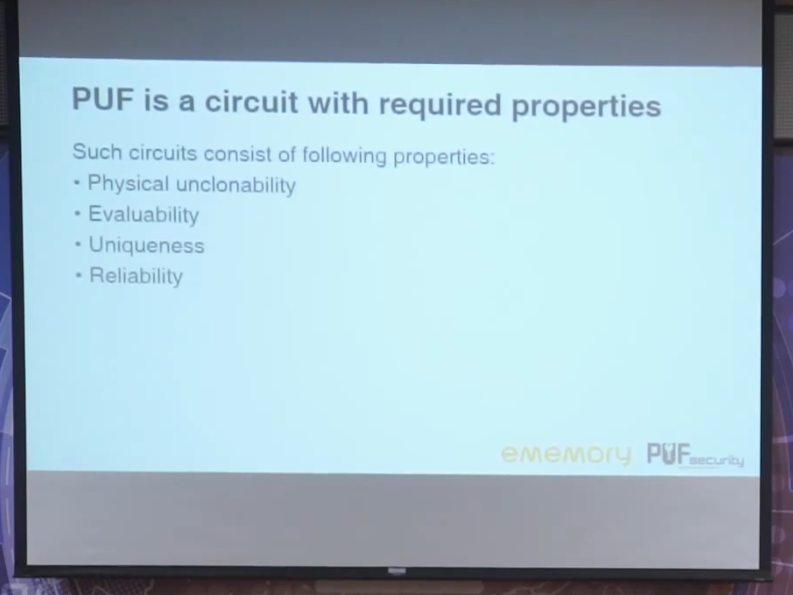 PUF is a circuit with required properties
Such circuits consist of following properties:
• Physical unclonability
• Evaluability
• Uniqueness
• Reliability
ememory PUFsecurity